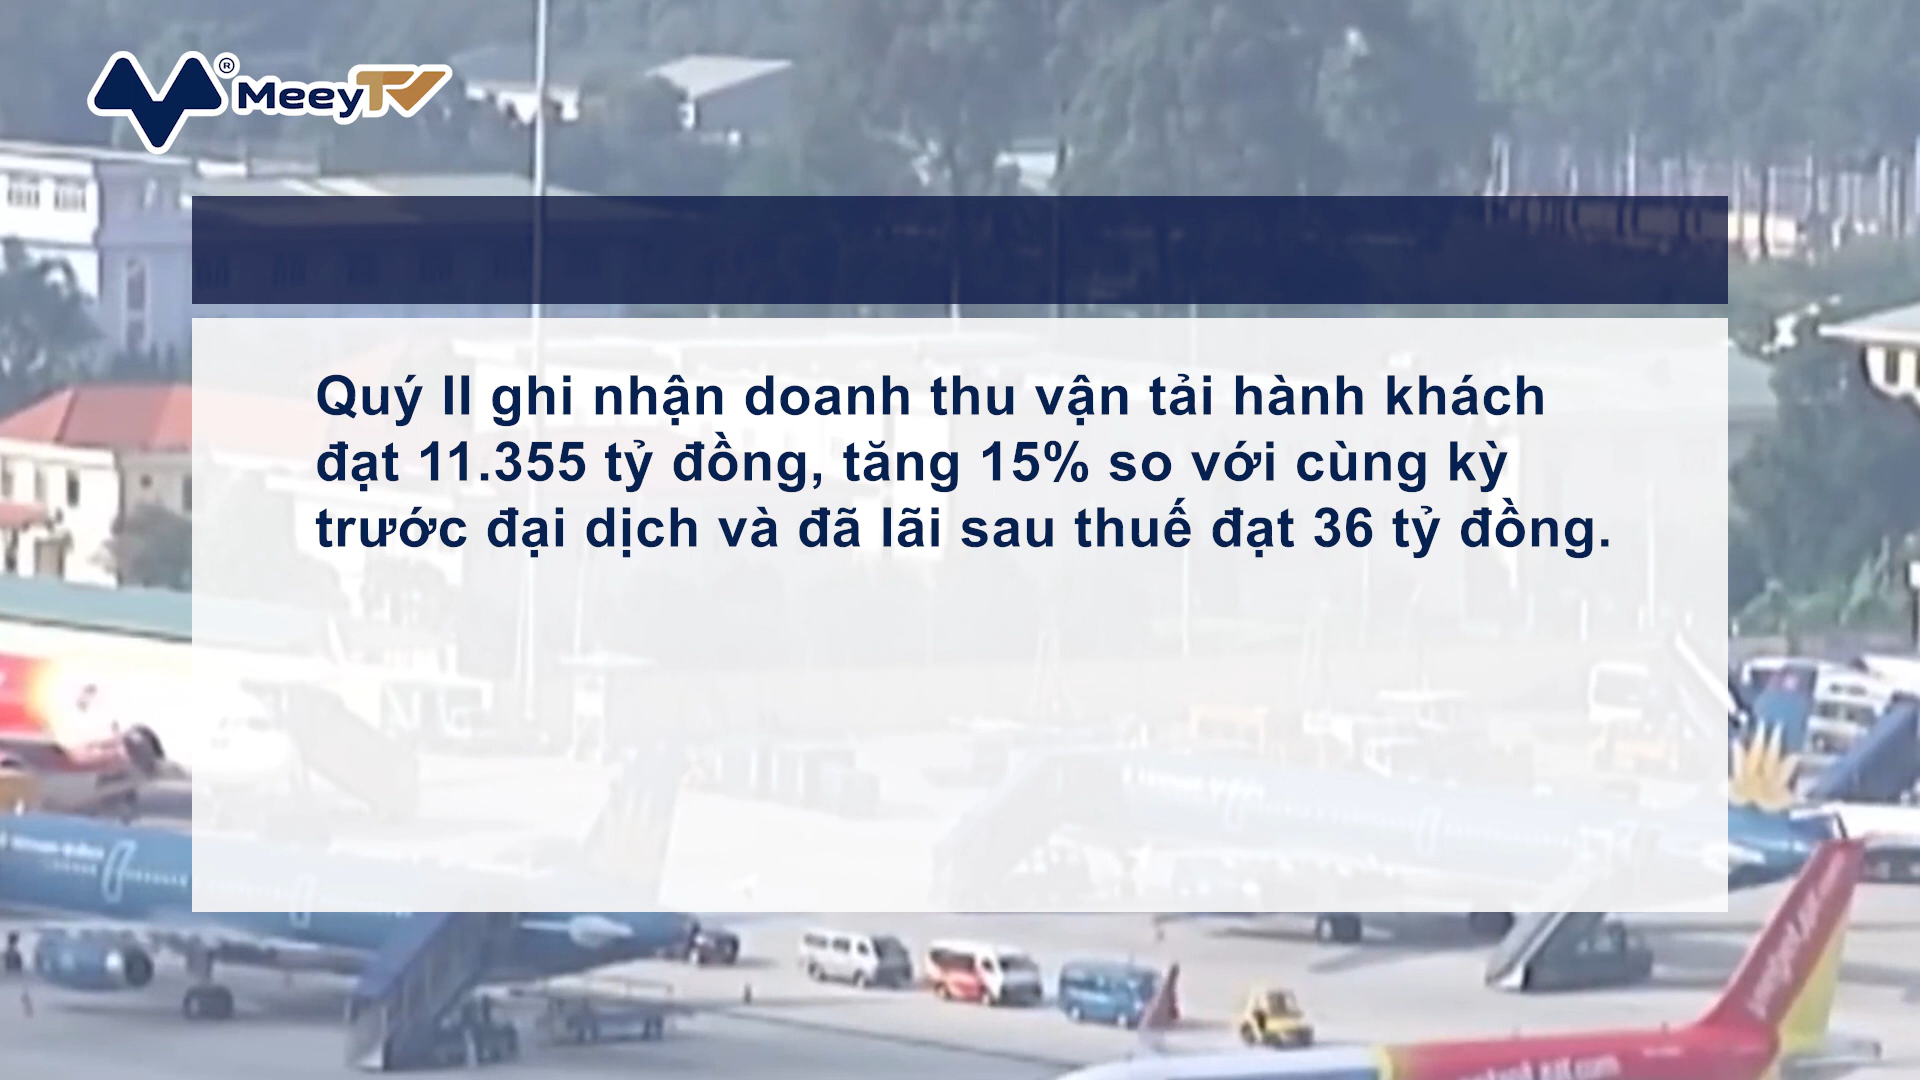 ® MeeyTV
Quý II ghi nhận doanh thu vận tải hành khách
đạt 11.355 tỷ đồng, tăng 15% so với cùng kỳ
trước đại dịch và đã lãi sau thuế đạt 36 tỷ đồng.